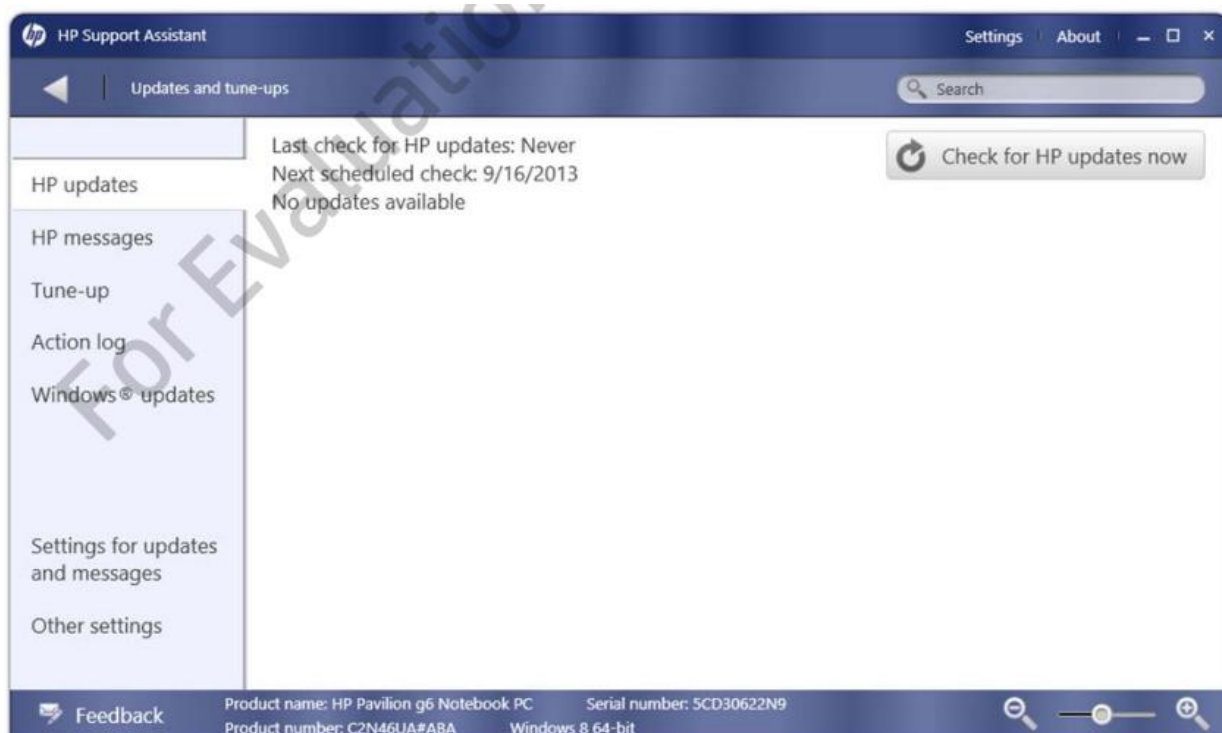 hp HP Support Assistant Settings About
Updates and tune-ups Search
Last check for HP updates: Never
Next scheduled check: 9/16/2013
No updates available
Check for HP updates now
HP updates
HP messages
Tune-up
Action log
Windows® updates
Settings for updates
and messages
Other settings
For Evaluation
Feedback
Product name: HP Pavilion g6 Notebook PC Serial number: 5CD30622N9
Product number: C2N46UA#ABA Windows 8 64-bit